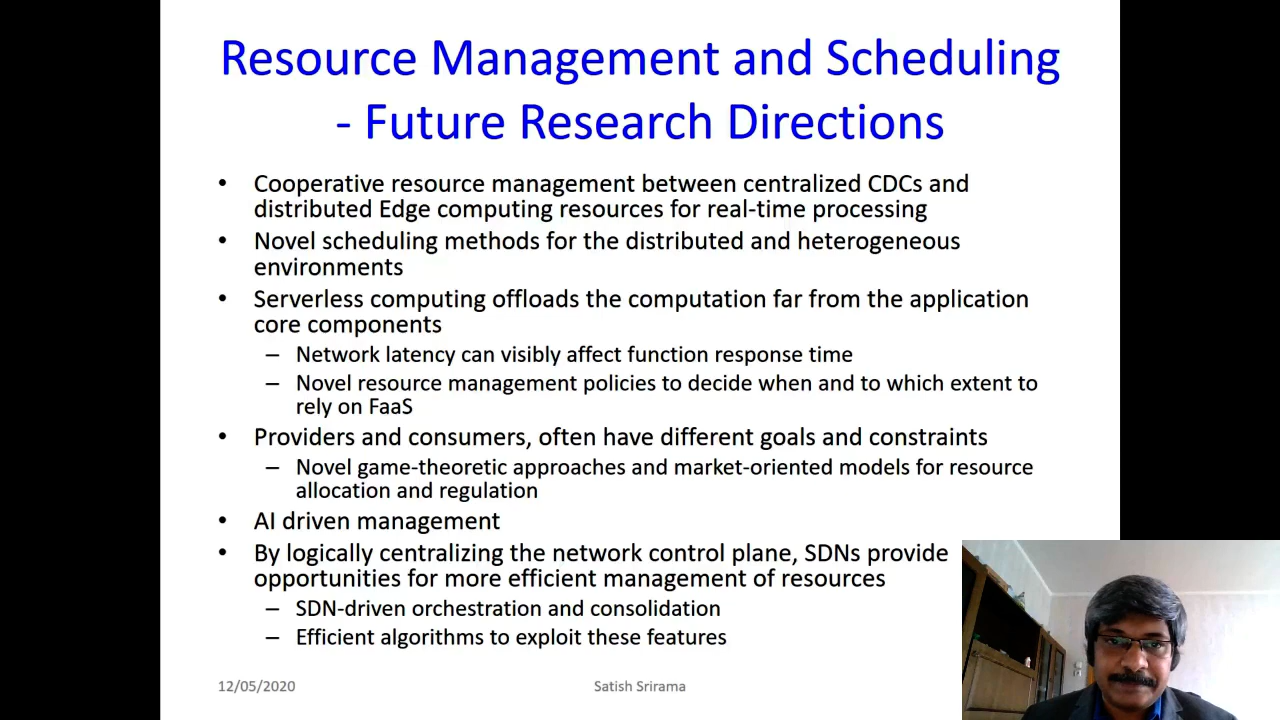 Resource Management and Scheduling
- Future Research Directions
• Cooperative resource management between centralized CDCs and
distributed Edge computing resources for real-time processing
• Novel scheduling methods for the distributed and heterogeneous
environments
• Serverless computing offloads the computation far from the application
core components
– Network latency can visibly affect function response time
– Novel resource management policies to decide when and to which extent to
rely on FaaS
• Providers and consumers, often have different goals and constraints
– Novel game-theoretic approaches and market-oriented models for resource
allocation and regulation
• AI driven management
• By logically centralizing the network control plane, SDNs provide
opportunities for more efficient management of resources
– SDN-driven orchestration and consolidation
– Efficient algorithms to exploit these features
12/05/2020
Satish Srirama